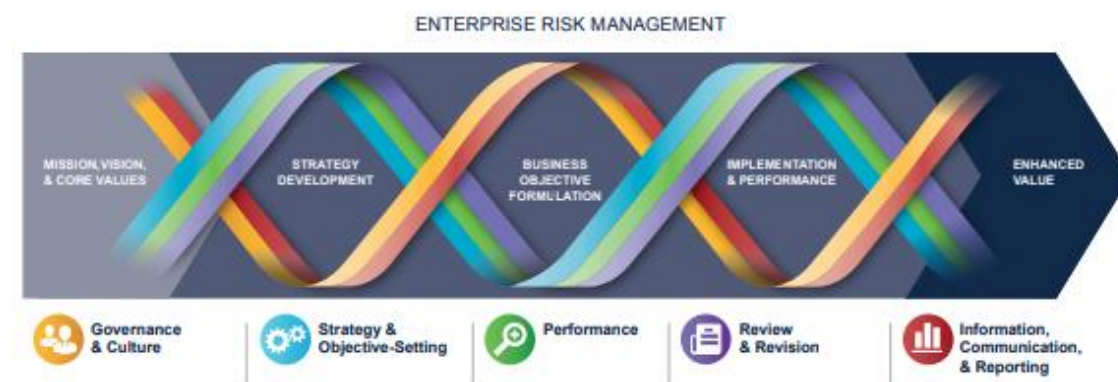 ENTERPRISE RISK MANAGEMENT
MISSION, VISION,
& CORE VALUES
STRATEGY
DEVELOPMENT
BUSINESS
OBJECTIVE
FORMULATION
IMPLEMENTATION
& PERFORMANCE
ENHANCED
VALUE
Governance
& Culture
Strategy &
Objective-Setting
Performance
Review
& Revision
Information,
Communication,
& Reporting